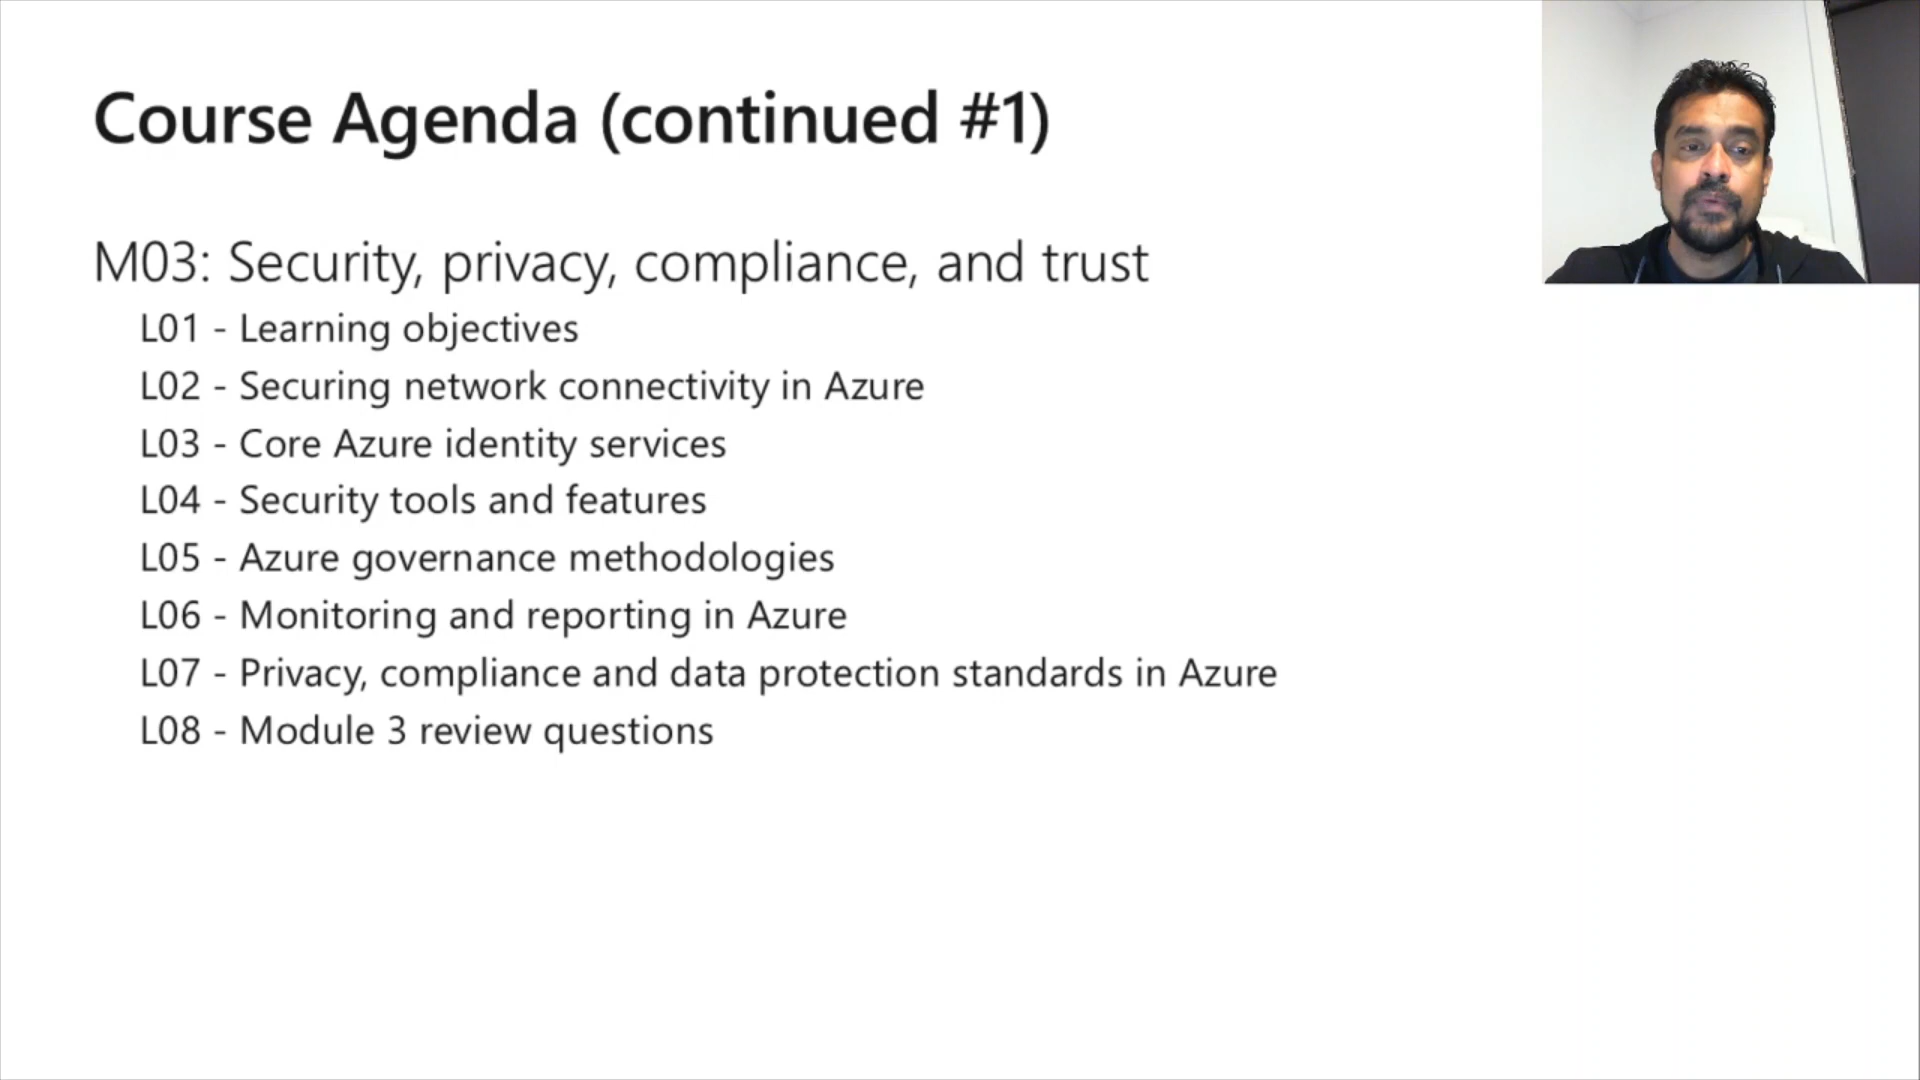 Course Agenda (continued #1)
M03: Security, privacy, compliance, and trust
L01 - Learning objectives
L02 - Securing network connectivity in Azure
L03 - Core Azure identity services
L04 - Security tools and features
L05 - Azure governance methodologies
L06 - Monitoring and reporting in Azure
L07 - Privacy, compliance and data protection standards in Azure
L08 - Module 3 review questions